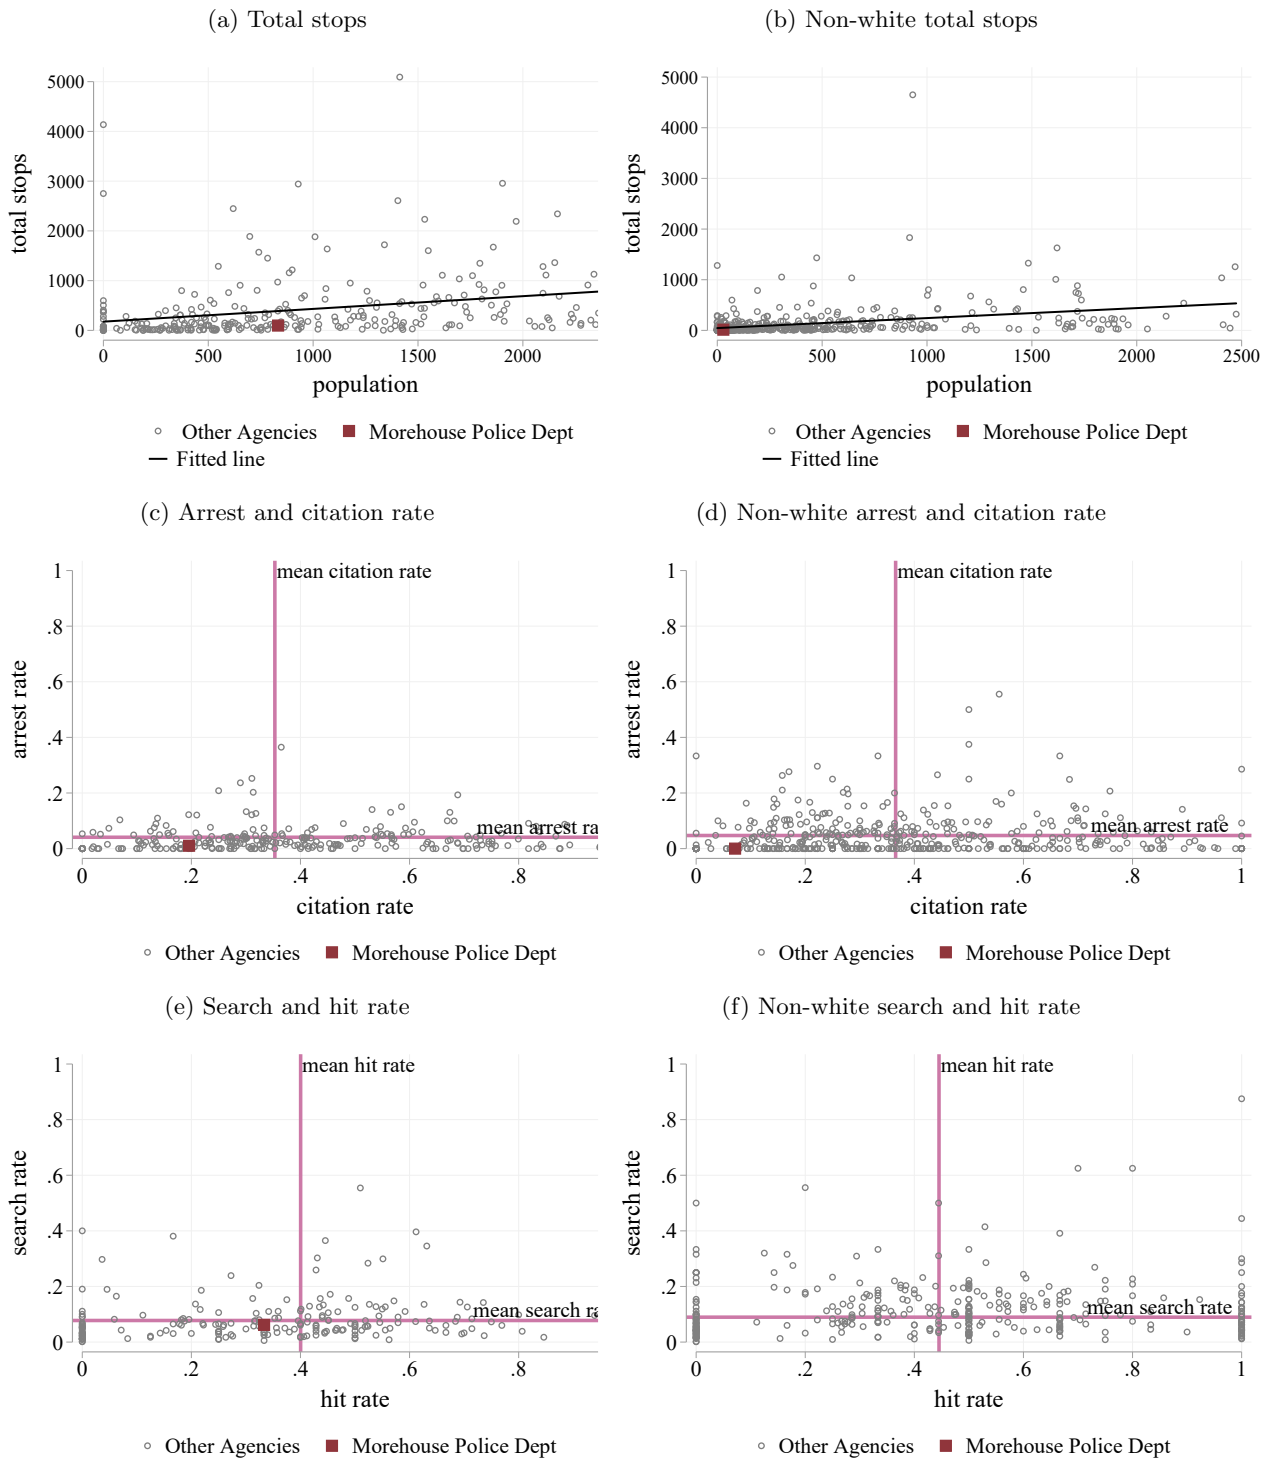 (a) Total stops
(b) Non-white total stops
total stops
5000
4000
3000
2000
1000
0
0 500 1000 1500 2000
population
Other Agencies Morehouse Police Dept
Fitted line
total stops
5000
4000
3000
2000
1000
0
0 500 1000 1500 2000 2500
population
Other Agencies Morehouse Police Dept
Fitted line
(c) Arrest and citation rate
(d) Non-white arrest and citation rate
arrest rate
1
.8
.6
.4
.2
0
mean citation rate
mean arrest ra
0 .2 .4 .6 .8
citation rate
Other Agencies Morehouse Police Dept
arrest rate
1
.8
.6
.4
.2
0
mean citation rate
mean arrest rate
0 .2 .4 .6 .8 1
citation rate
Other Agencies Morehouse Police Dept
(e) Search and hit rate
(f) Non-white search and hit rate
search rate
1
.8
.6
.4
.2
0
mean hit rate
mean search ra
0 .2 .4 .6 .8
hit rate
Other Agencies Morehouse Police Dept
search rate
1
.8
.6
.4
.2
0
mean hit rate
mean search rate
0 .2 .4 .6 .8 1
hit rate
Other Agencies Morehouse Police Dept